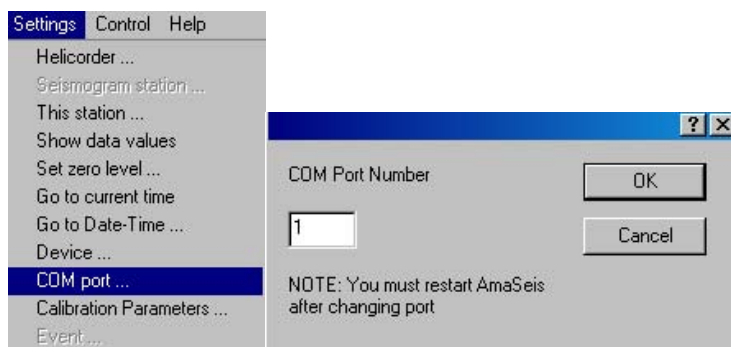 Settings Control Help
Helicorder ...
Seismogram station ...
This station ...
Show data values
Set zero level ...
Go to current time
Go to Date-Time ...
Device ...
COM port ...
Calibration Parameters ...
Event ...
? X
COM Port Number
1
OK
Cancel
NOTE: You must restart AmaSeis
after changing port